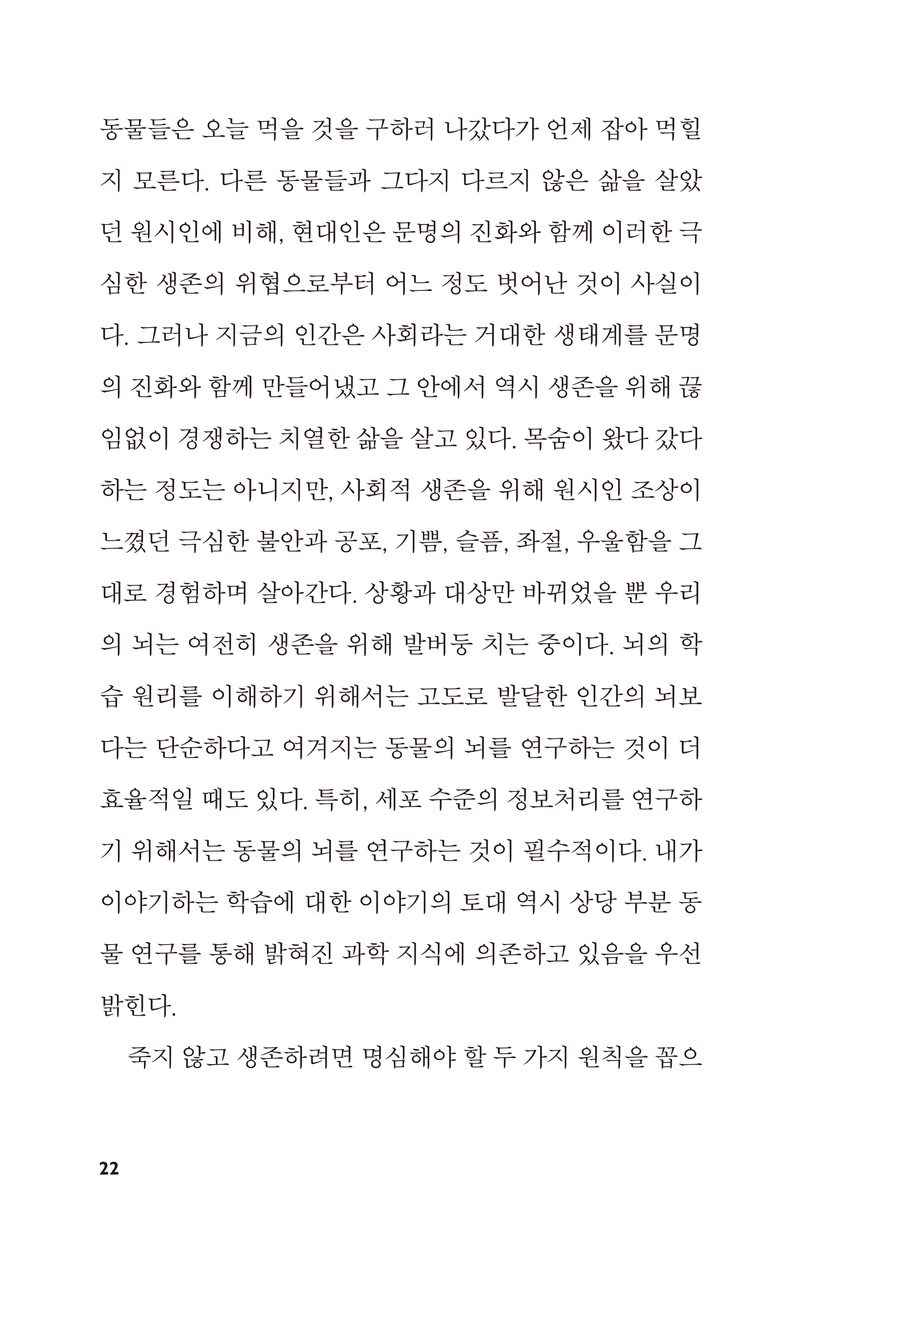 동물들은 오늘 먹을 것을 구하러 나갔다가 언제 잡아 먹힐
지 모른다. 다른 동물들과 그다지 다르지 않은 삶을 살았
던 원시인에 비해, 현대인은 문명의 진화와 함께 이러한 극
심한 생존의 위협으로부터 어느 정도 벗어난 것이 사실이
다. 그러나 지금의 인간은 사회라는 거대한 생태계를 문명
의 진화와 함께 만들어냈고 그 안에서 역시 생존을 위해 끊
임없이 경쟁하는 치열한 삶을 살고 있다. 목숨이 왔다 갔다
하는 정도는 아니지만, 사회적 생존을 위해 원시인 조상이
느꼈던 극심한 불안과 공포, 기쁨, 슬픔, 좌절, 우울함을 그
대로 경험하며 살아간다. 상황과 대상만 바뀌었을 뿐 우리
의 뇌는 여전히 생존을 위해 발버둥 치는 중이다. 뇌의 학
습 원리를 이해하기 위해서는 고도로 발달한 인간의 뇌보
다는 단순하다고 여겨지는 동물의 뇌를 연구하는 것이 더
효율적일 때도 있다. 특히, 세포 수준의 정보처리를 연구하
기 위해서는 동물의 뇌를 연구하는 것이 필수적이다. 내가
이야기하는 학습에 대한 이야기의 토대 역시 상당 부분 동
물 연구를 통해 밝혀진 과학 지식에 의존하고 있음을 우선
밝힌다.
죽지 않고 생존하려면 명심해야 할 두 가지 원칙을 꼽으
22